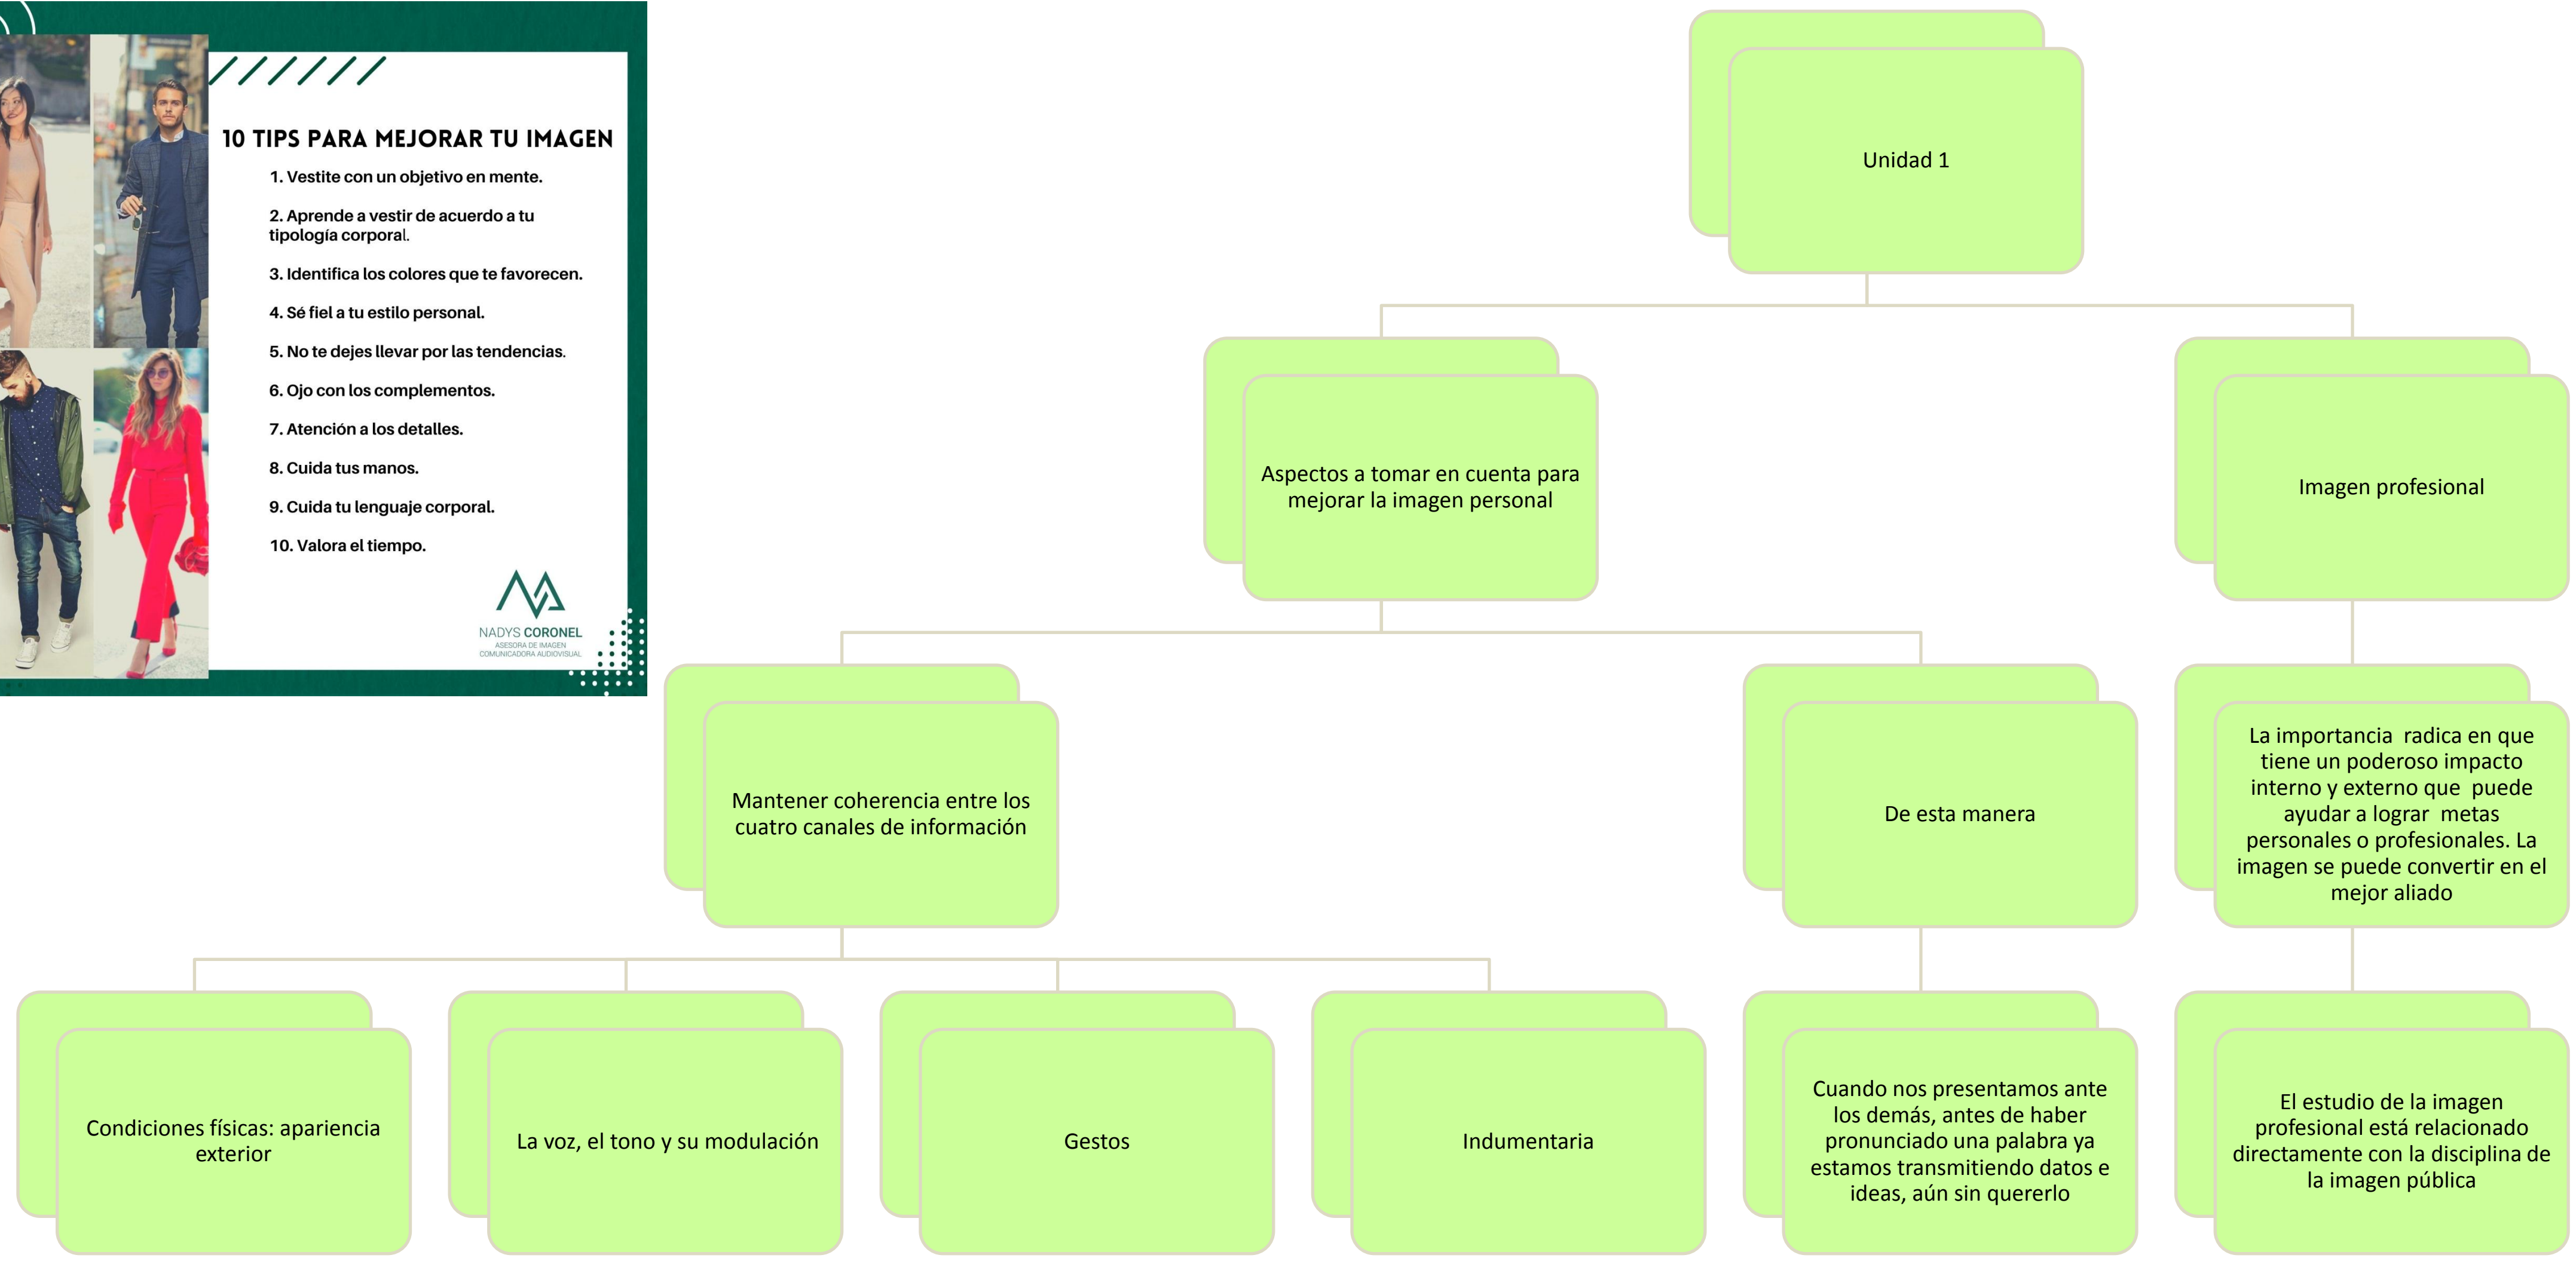 10 TIPS PARA MEJORAR TU IMAGEN
1. Vestite con un objetivo en mente.
2. Aprende a vestir de acuerdo a tu
tipología corporal.
3. Identifica los colores que te favorecen.
4. Sé fiel a tu estilo personal.
5. No te dejes llevar por las tendencias.
6. Ojo con los complementos.
7. Atención a los detalles.
8. Cuida tus manos.
9. Cuida tu lenguaje corporal.
10. Valora el tiempo.
NADYS CORONEL
ASESORA DE IMAGEN
COMUNICADORA AUDIOVISUAL
Unidad 1
Aspectos a tomar en cuenta para
mejorar la imagen personal
Imagen profesional
Mantener coherencia entre los
cuatro canales de información
De esta manera
La importancia  radica en que
tiene un poderoso impacto
interno y externo que  puede
ayudar a lograr  metas
personales o profesionales. La
imagen se puede convertir en el
mejor aliado
Condiciones físicas: apariencia
exterior
La voz, el tono y su modulación
Gestos
Indumentaria
Cuando nos presentamos ante
los demás, antes de haber
pronunciado una palabra ya
estamos transmitiendo datos e
ideas, aún sin quererlo
El estudio de la imagen
profesional está relacionado
directamente con la disciplina de
la imagen pública